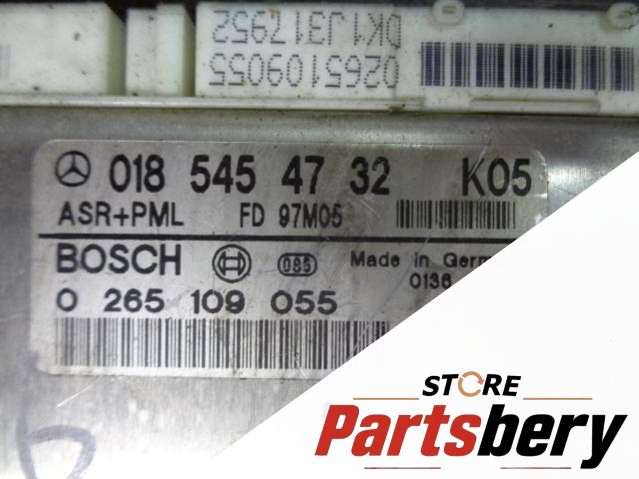 DK1J317952
0265109055
018 545 47 32 K05
ASR+PML FD 97M05
BOSCH 085 Made in Germ
0 265 109 055 0136
STORE
Partsbery